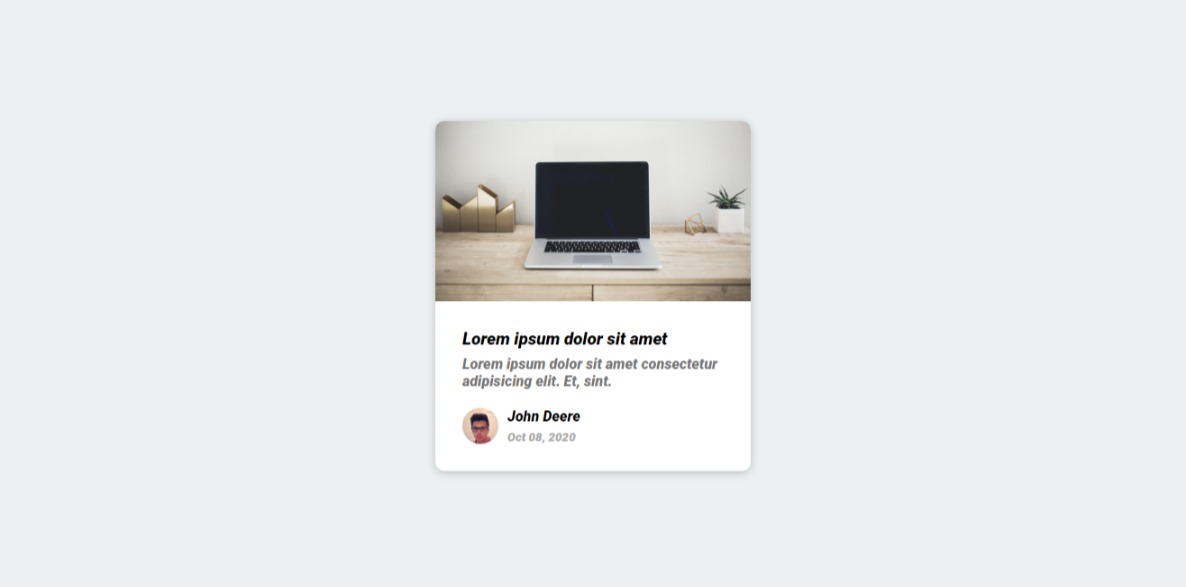 Lorem ipsum dolor sit amet
Lorem ipsum dolor sit amet consectetur
adipisicing elit. Et, sint.
John Deere
Oct 08, 2020